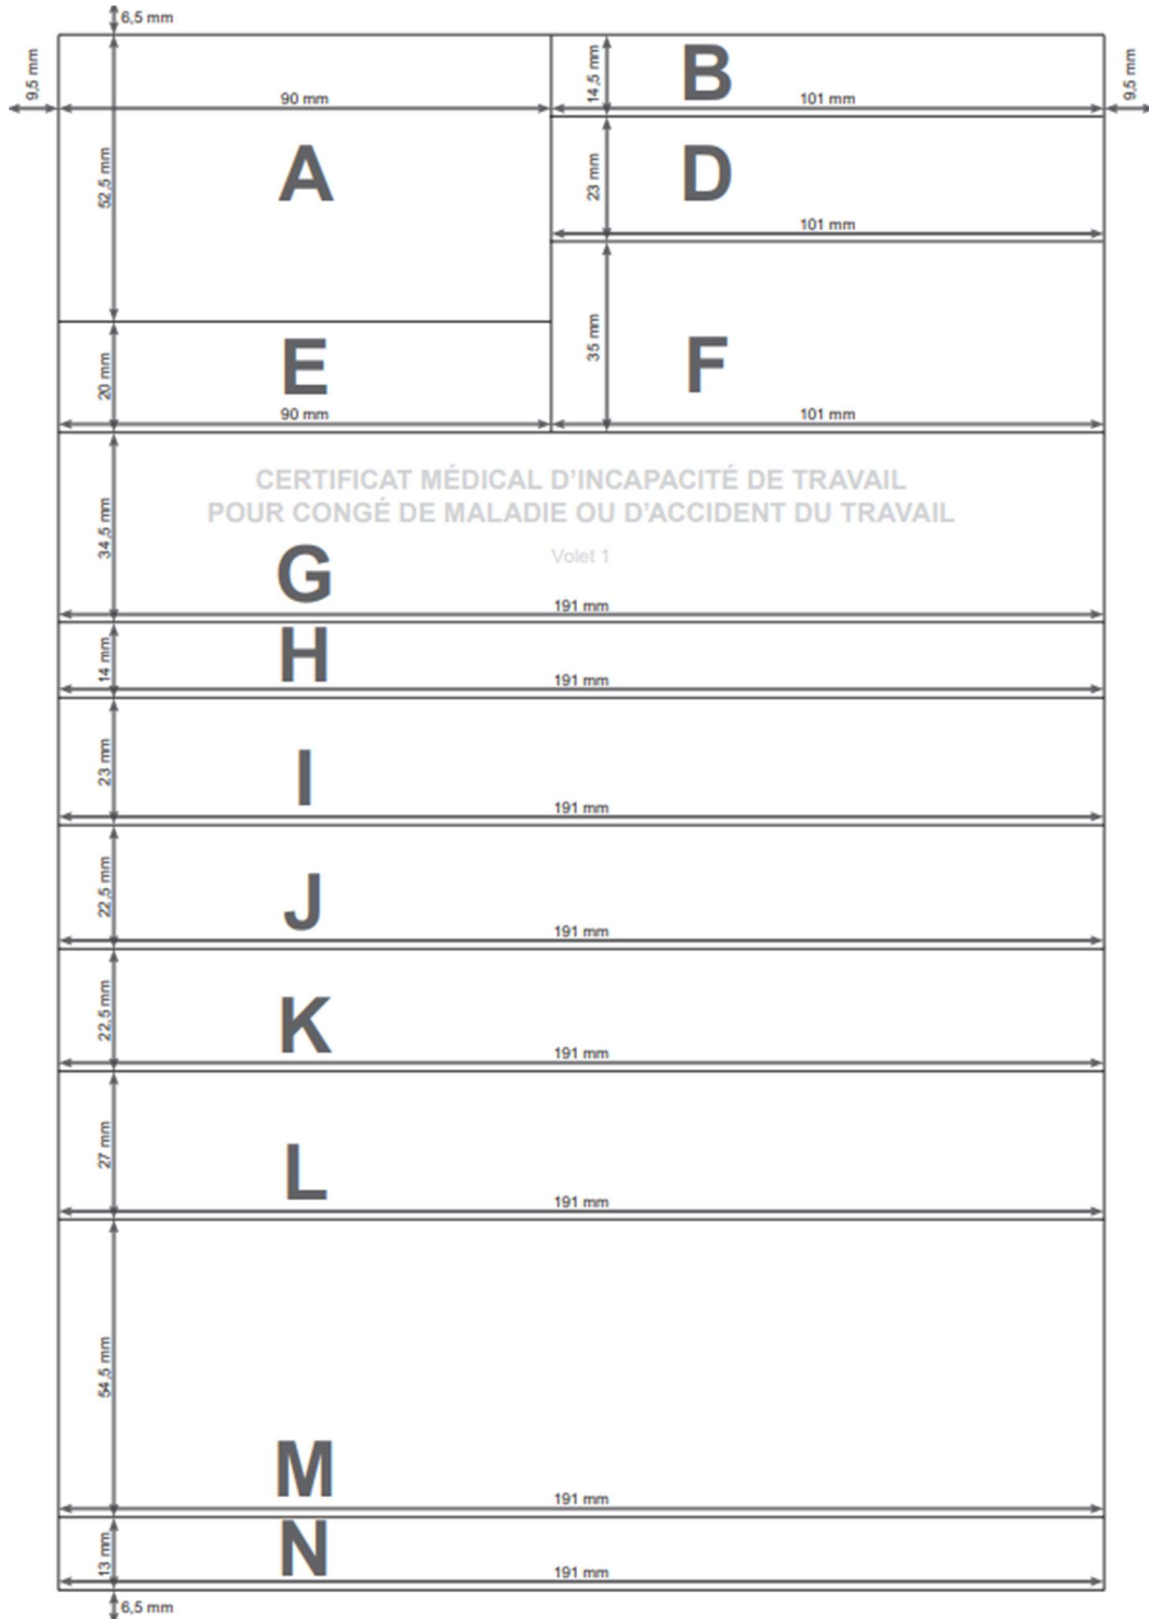 6,5 mm
9,5 mm
90 mm
52,5 mm
A
14,5 mm
B
101 mm
9,5 mm
23 mm
D
101 mm
20 mm
E
90 mm
35 mm
F
101 mm
34,5 mm
CERTIFICAT MÉDICAL D'INCAPACITÉ DE TRAVAIL
POUR CONGÉ DE MALADIE OU D'ACCIDENT DU TRAVAIL
Volet 1
G
191 mm
14 mm
H
191 mm
23 mm
I
191 mm
22,5 mm
J
191 mm
22,5 mm
K
191 mm
27 mm
L
191 mm
54,5 mm
M
191 mm
13 mm
N
191 mm
6,5 mm